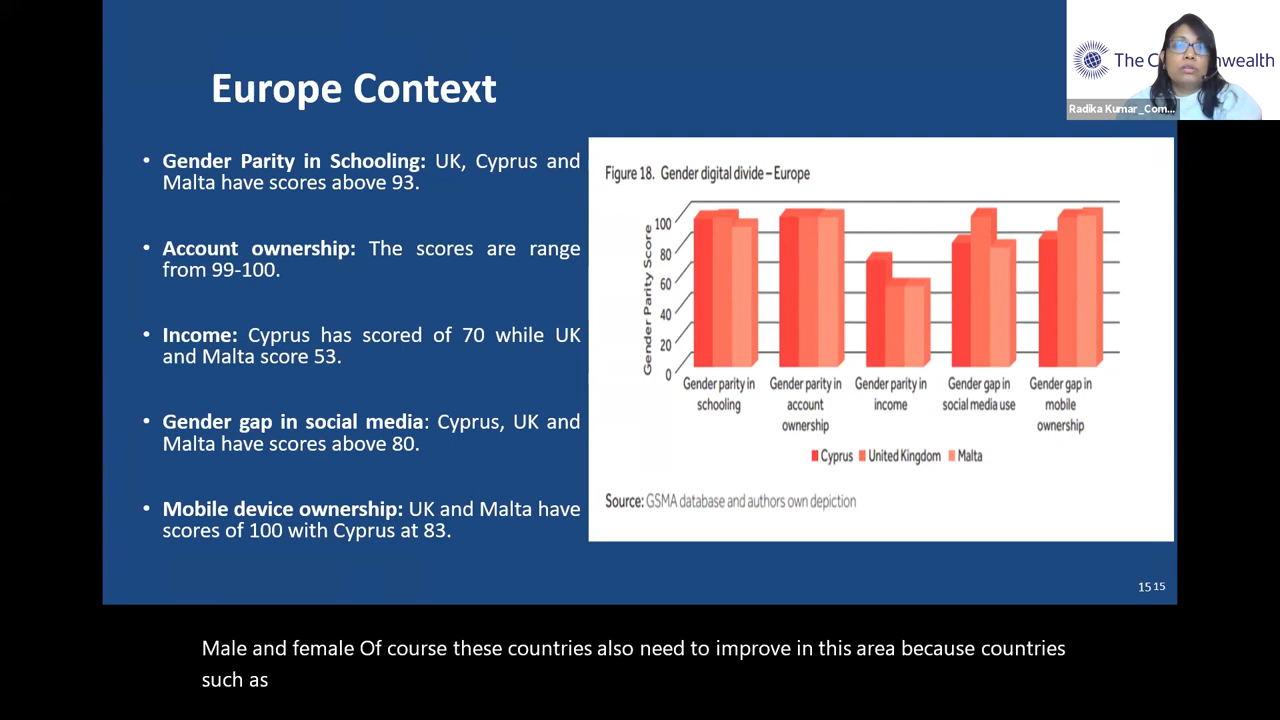 Europe Context
• Gender Parity in Schooling: UK, Cyprus and
Malta have scores above 93.
• Account ownership: The scores are range
from 99-100.
• Income: Cyprus has scored of 70 while UK
and Malta score 53.
• Gender gap in social media: Cyprus, UK and
Malta have scores above 80.
• Mobile device ownership: UK and Malta have
scores of 100 with Cyprus at 83.
Figure 18. Gender digital divide – Europe
Gender Parity Score
100
80
60
40
20
0
Gender parity in
schooling
Gender parity in
account
ownership
Gender parity in
income
Gender gap in
social media use
Gender gap in
mobile
ownership
Cyprus United Kingdom Malta
Source: GSMA database and authors own depiction
15 15
The C wealth
Radika Kumar_Com...
Male and female Of course these countries also need to improve in this area because countries
such as